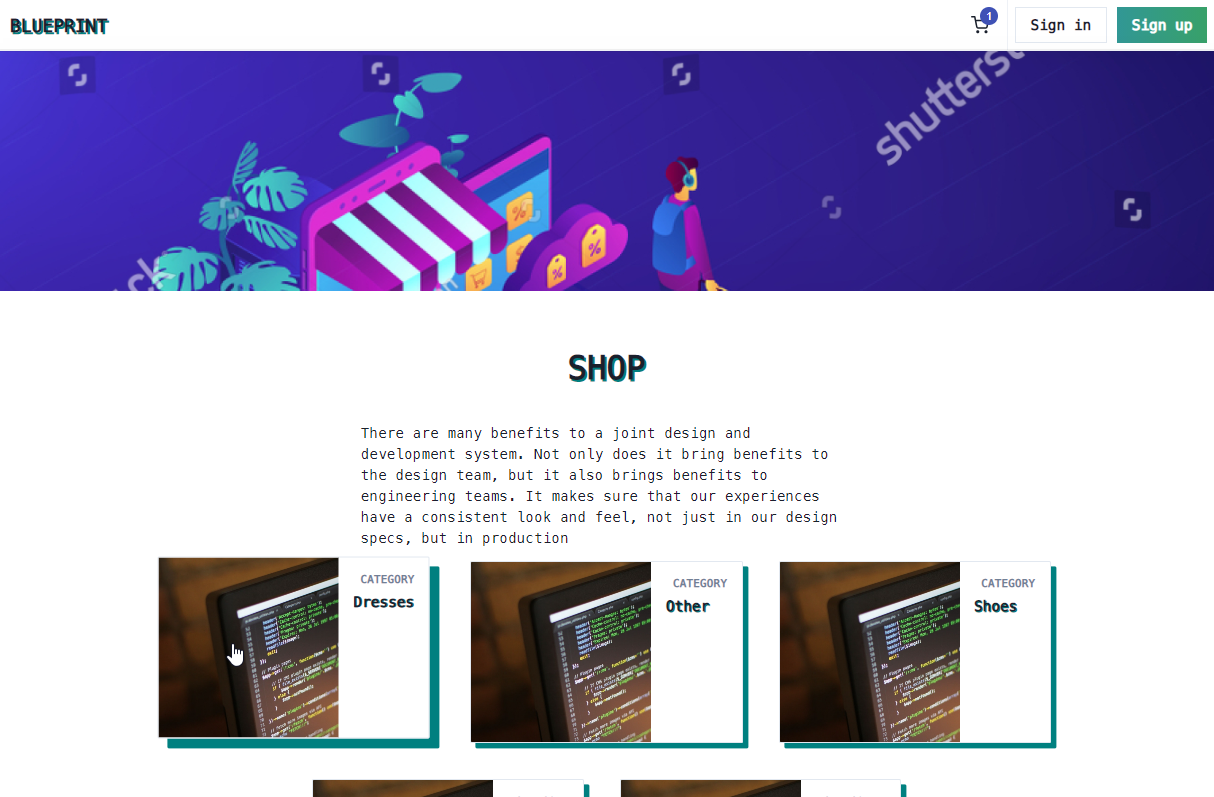 BLUEPRINT
1
Sign in
Sign up
shutterst
ck
SHOP
There are many benefits to a joint design and
development system. Not only does it bring benefits to
the design team, but it also brings benefits to
engineering teams. It makes sure that our experiences
have a consistent look and feel, not just in our design
specs, but in production
CATEGORY
Dresses
CATEGORY
Other
CATEGORY
Shoes